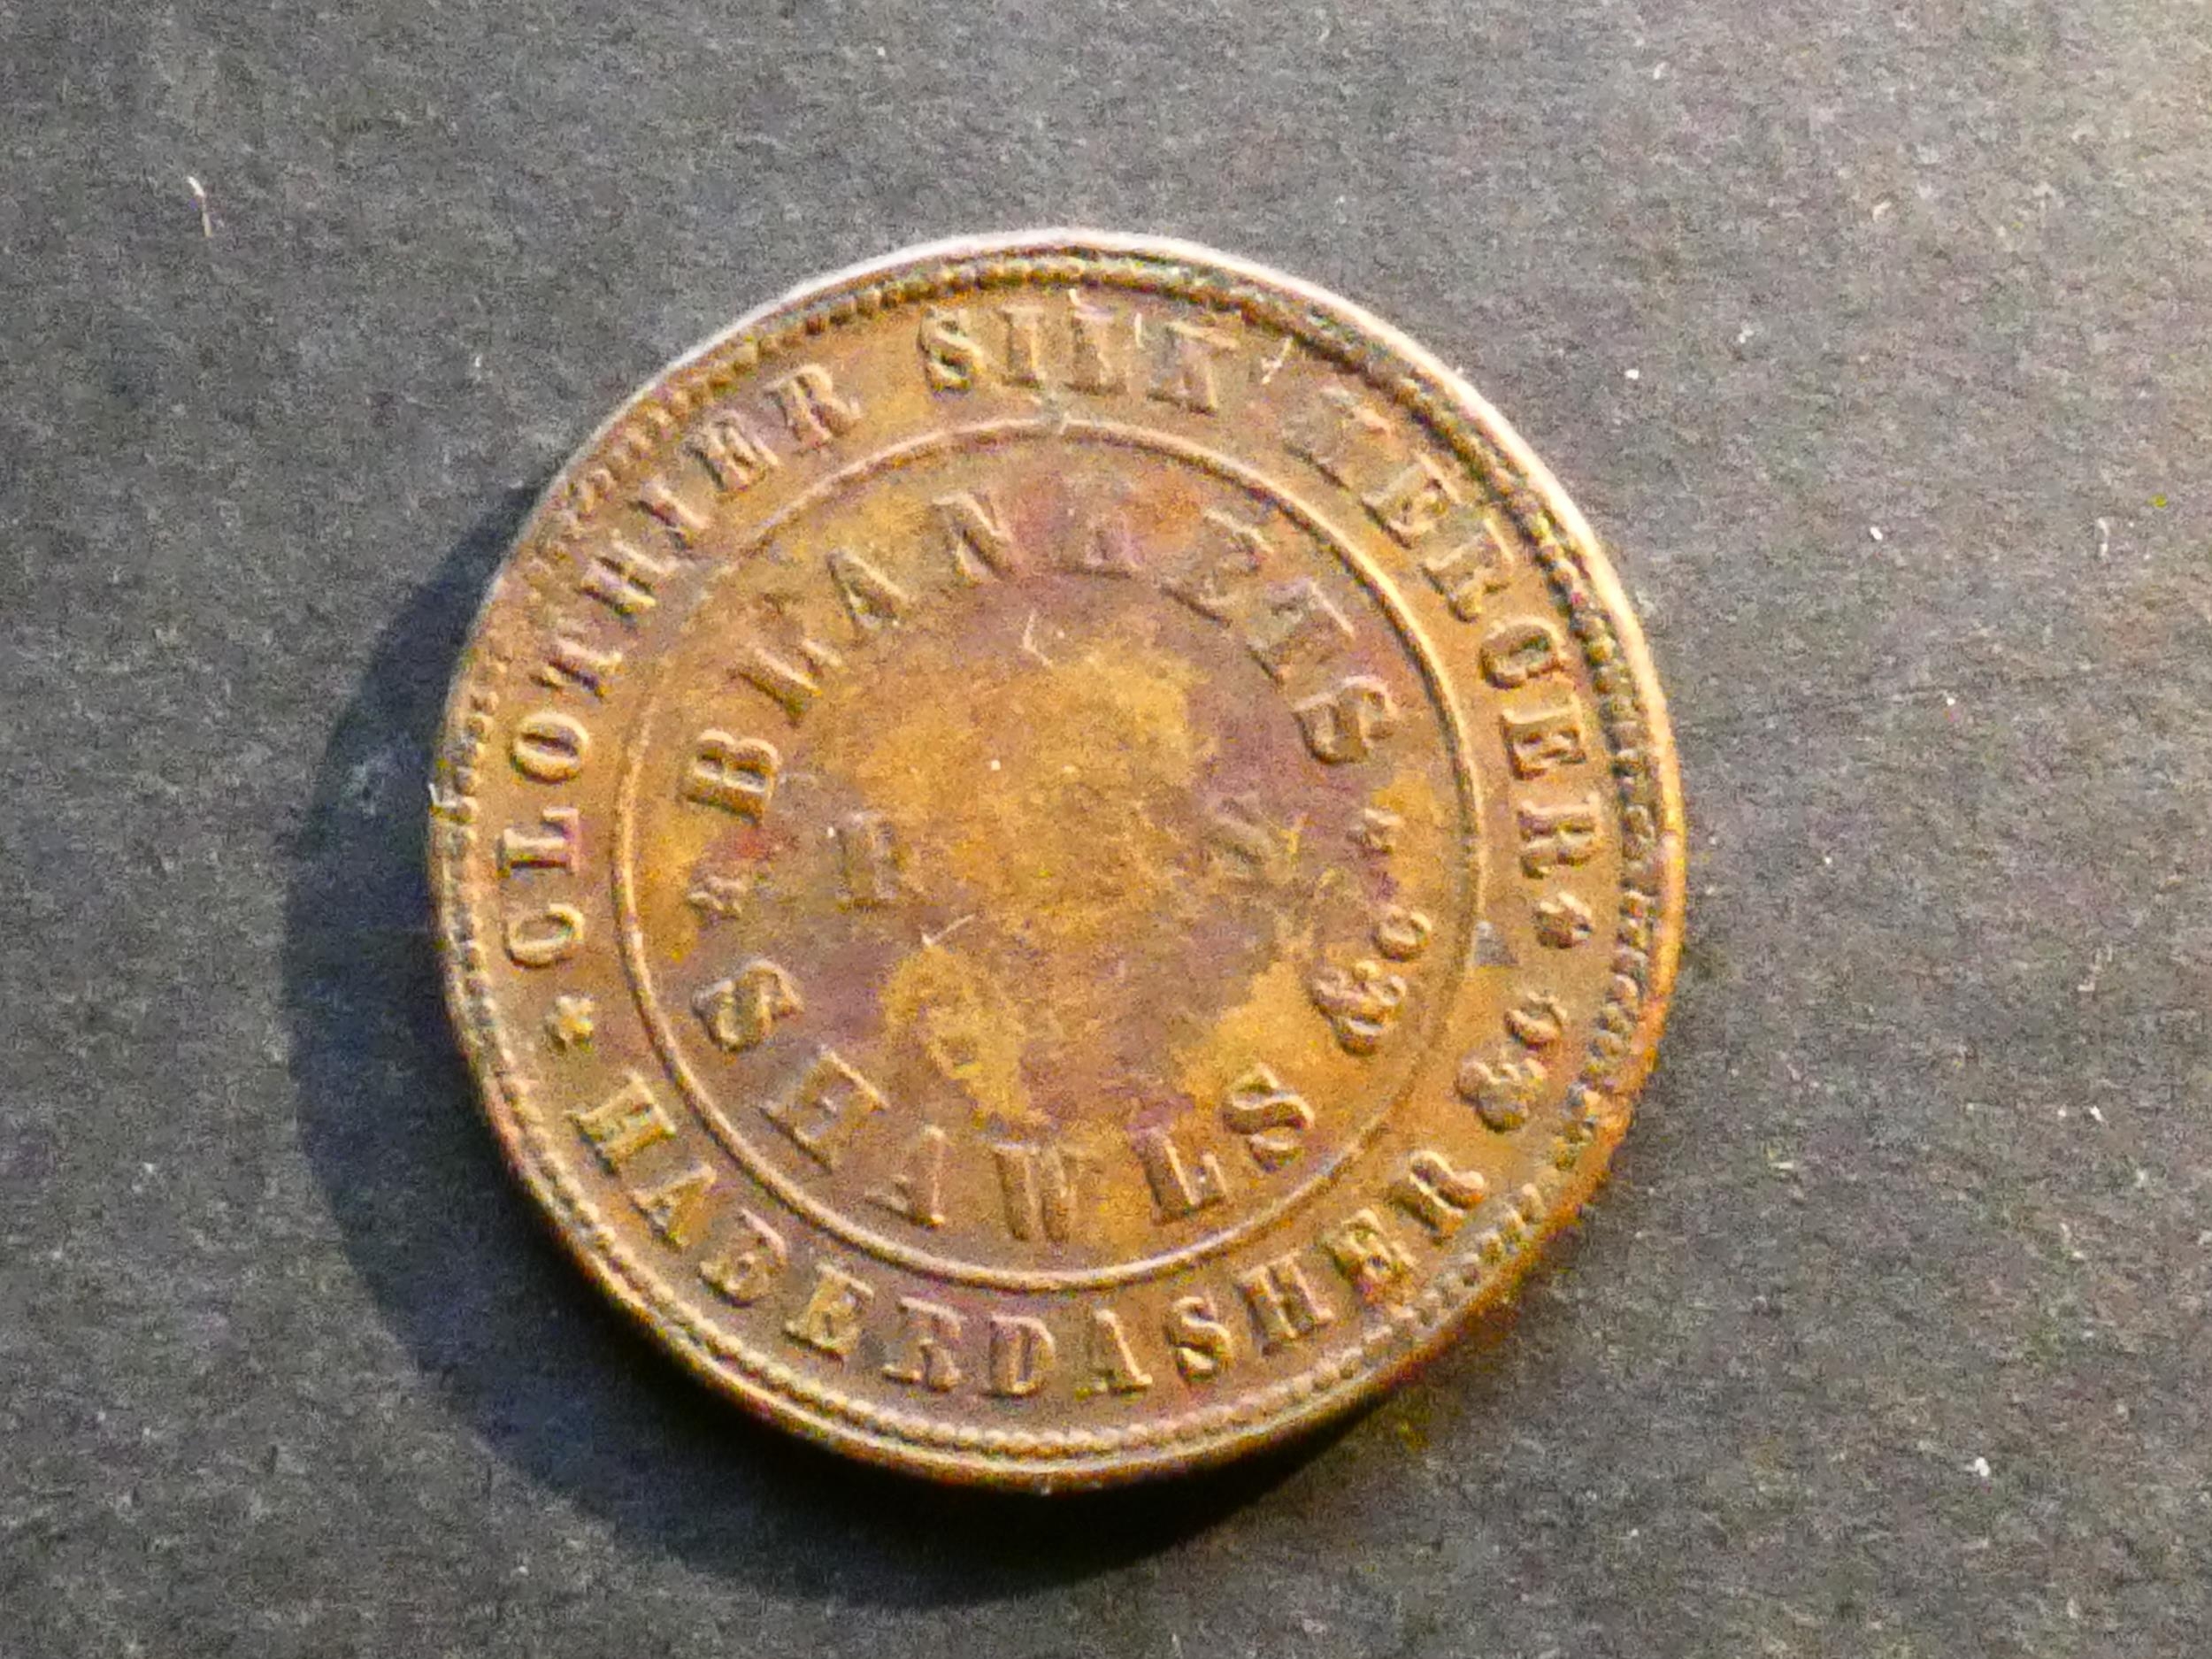 CLOTHIER SILK MERCER
HABERDASHER &c
BLANKETS
SHAWLS &c